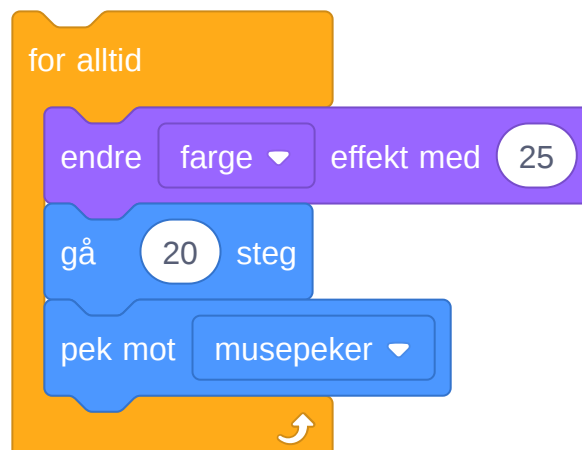 for alltid
endre farge effekt med 25
gå 20 steg
pek mot musepeker